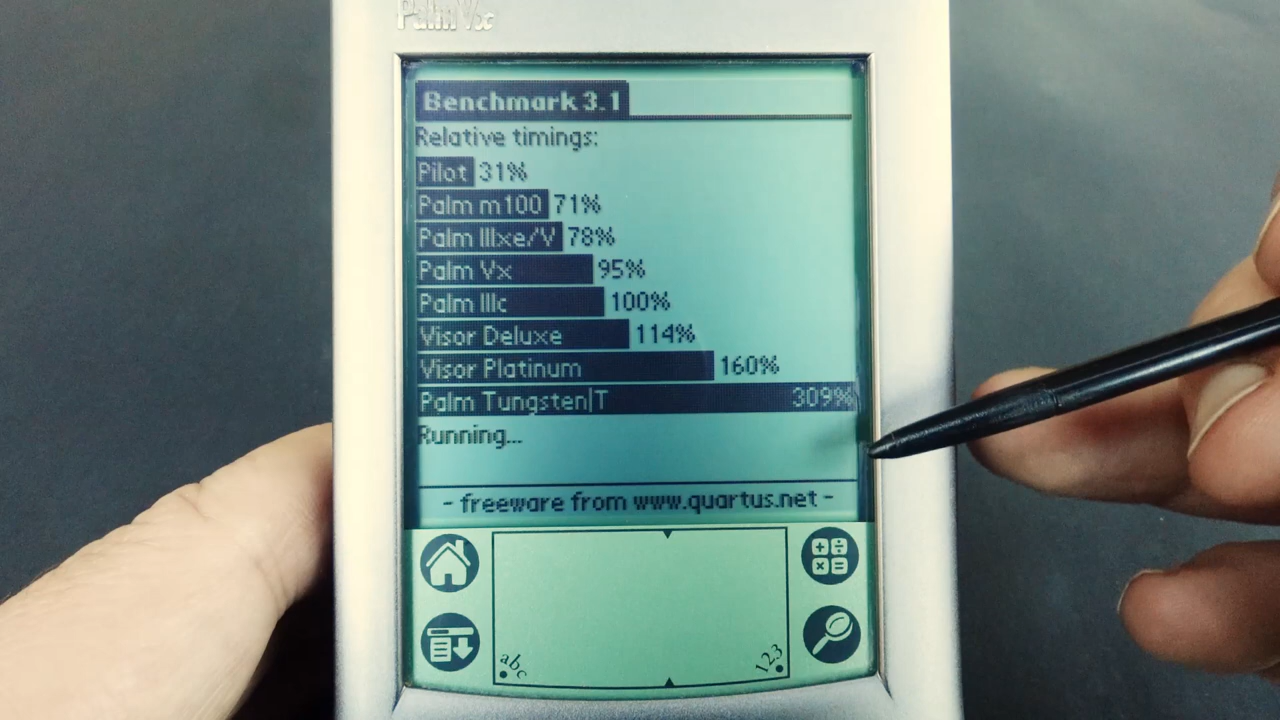 Palm Vx
Benchmark 3.1
Relative timings:
Pilot 31%
Palm m100 71%
Palm IIIxe/V 78%
Palm Vx 95%
Palm IIIc 100%
Visor Deluxe 114%
Visor Platinum 160%
Palm Tungsten|T 309%
Running...
- freeware from www.quartus.net -
abc
123